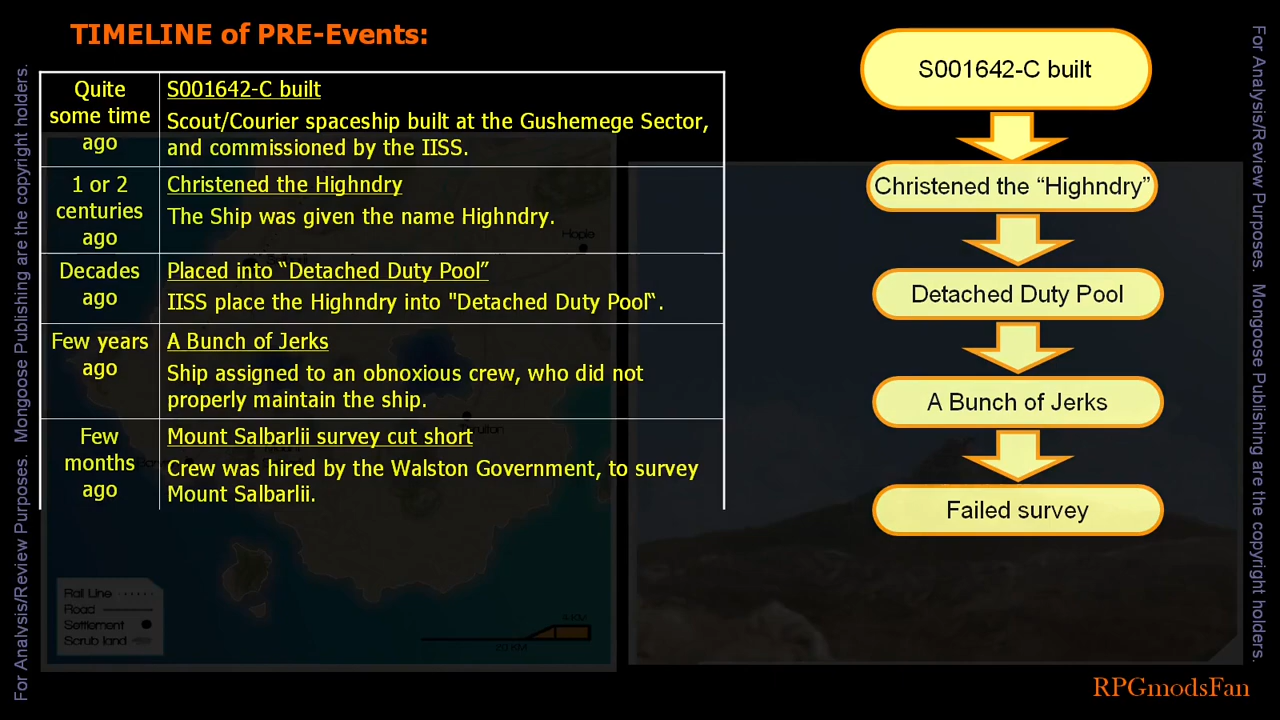 TIMELINE of PRE-Events:
Quite
some time
ago
S001642-C built
Scout/Courier spaceship built at the Gushemege Sector,
and commissioned by the IISS.
1 or 2
centuries
ago
Christened the Highndry
The Ship was given the name Highndry.
Decades
ago
Placed into “Detached Duty Pool”
IISS place the Highndry into "Detached Duty Pool“.
Few years
ago
A Bunch of Jerks
Ship assigned to an obnoxious crew, who did not
properly maintain the ship.
Few
months
ago
Mount Salbarlii survey cut short
Crew was hired by the Walston Government, to survey
Mount Salbarlii.
S001642-C built
Christened the “Highndry”
Detached Duty Pool
A Bunch of Jerks
Failed survey
Rail Line
Road
Settlement
Scrub land
For Analysis/Review Purposes. Mongoose Publishing are the copyright holders.
For Analysis/Review Purposes. Mongoose Publishing are the copyright holders.
RPGmodsFan